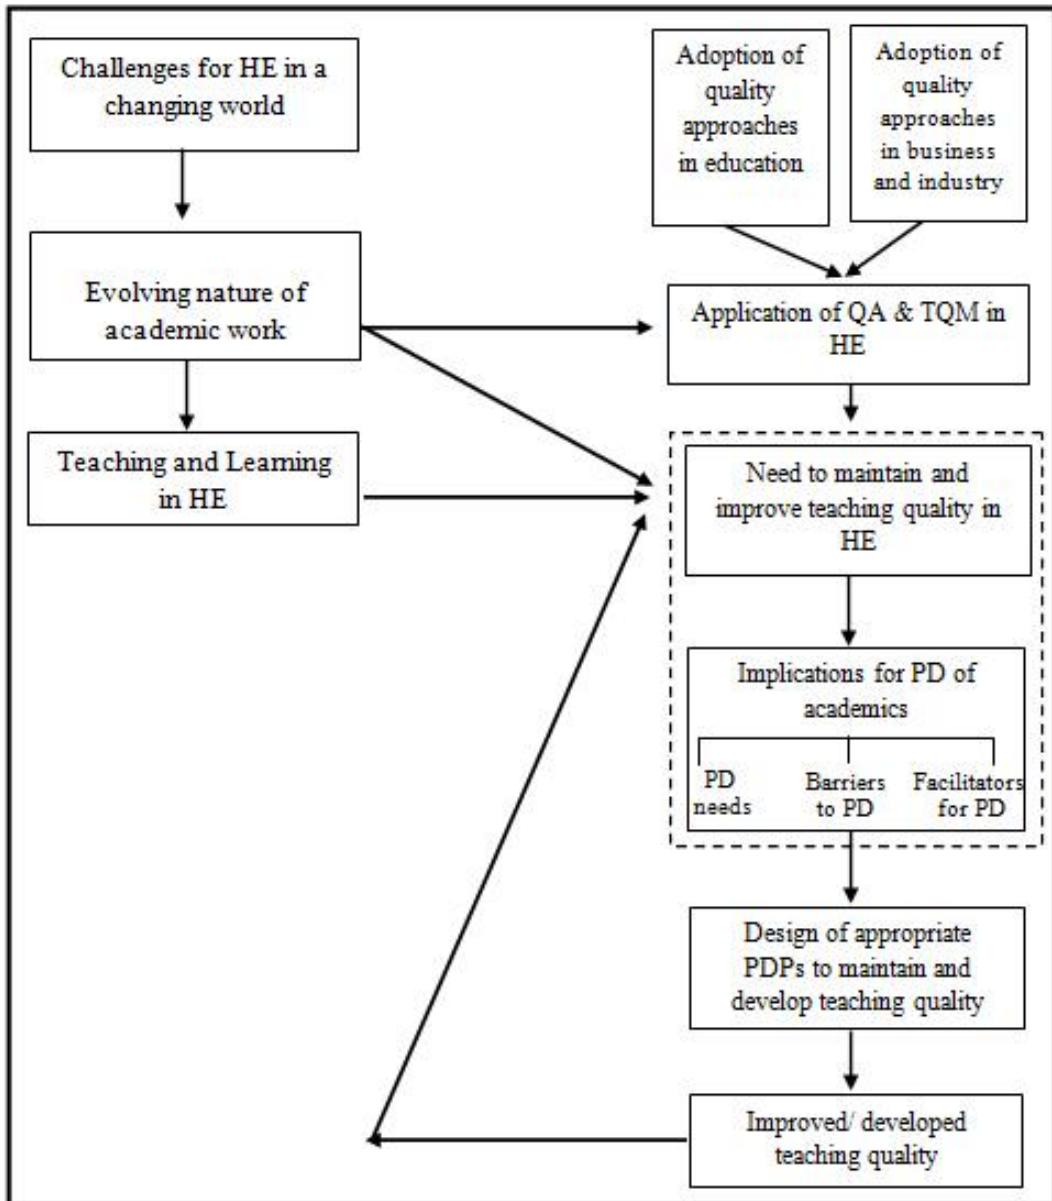 Challenges for HE in a
changing world
Evolving nature of
academic work
Teaching and Learning
in HE
Adoption of
quality
approaches
in education
Adoption of
quality
approaches
in business
and industry
Application of QA & TQM in
HE
Need to maintain and
improve teaching quality in
HE
Implications for PD of
academics
PD
needs
Barriers
to PD
Facilitators
for PD
Design of appropriate
PDPs to maintain and
develop teaching quality
Improved/ developed
teaching quality